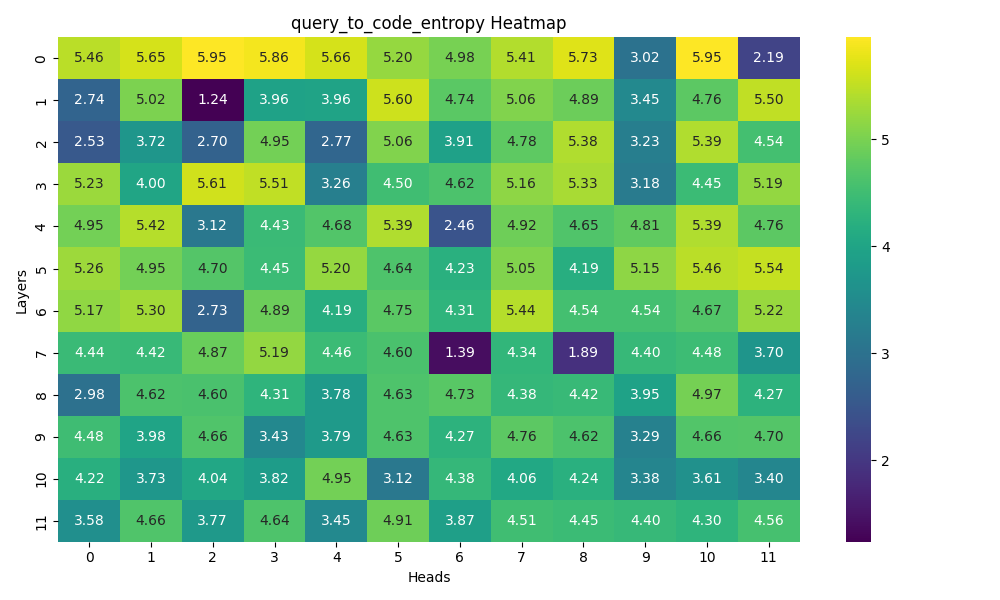 query_to_code_entropy Heatmap
0 5.46 5.65 5.95 5.86 5.66 5.20 4.98 5.41 5.73 3.02 5.95 2.19
1 2.74 5.02 1.24 3.96 3.96 5.60 4.74 5.06 4.89 3.45 4.76 5.50
2 2.53 3.72 2.70 4.95 2.77 5.06 3.91 4.78 5.38 3.23 5.39 4.54
3 5.23 4.00 5.61 5.51 3.26 4.50 4.62 5.16 5.33 3.18 4.45 5.19
4 4.95 5.42 3.12 4.43 4.68 5.39 2.46 4.92 4.65 4.81 5.39 4.76
5 5.26 4.95 4.70 4.45 5.20 4.64 4.23 5.05 4.19 5.15 5.46 5.54
6 5.17 5.30 2.73 4.89 4.19 4.75 4.31 5.44 4.54 4.54 4.67 5.22
7 4.44 4.42 4.87 5.19 4.46 4.60 1.39 4.34 1.89 4.40 4.48 3.70
8 2.98 4.62 4.60 4.31 3.78 4.63 4.73 4.38 4.42 3.95 4.97 4.27
9 4.48 3.98 4.66 3.43 3.79 4.63 4.27 4.76 4.62 3.29 4.66 4.70
10 4.22 3.73 4.04 3.82 4.95 3.12 4.38 4.06 4.24 3.38 3.61 3.40
11 3.58 4.66 3.77 4.64 3.45 4.91 3.87 4.51 4.45 4.40 4.30 4.56
0 1 2 3 4 5 6 7 8 9 10 11
Heads
Layers
5
4
3
2